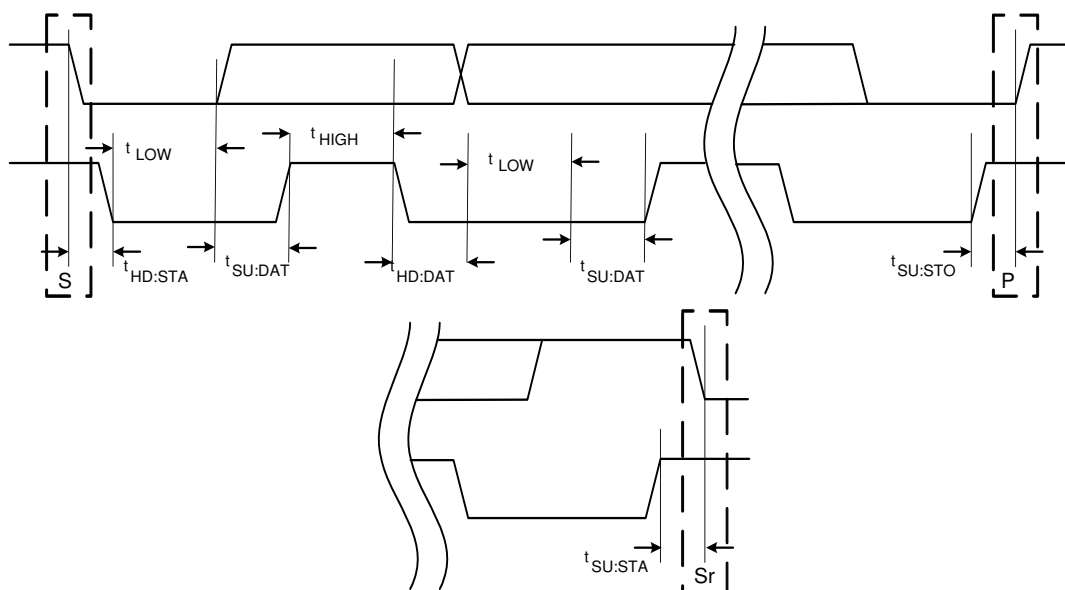 t HIGH
t LOW
t LOW
S
t HD:STA
t SU:DAT
t HD:DAT
t SU:DAT
t SU:STO
P
t SU:STA
Sr